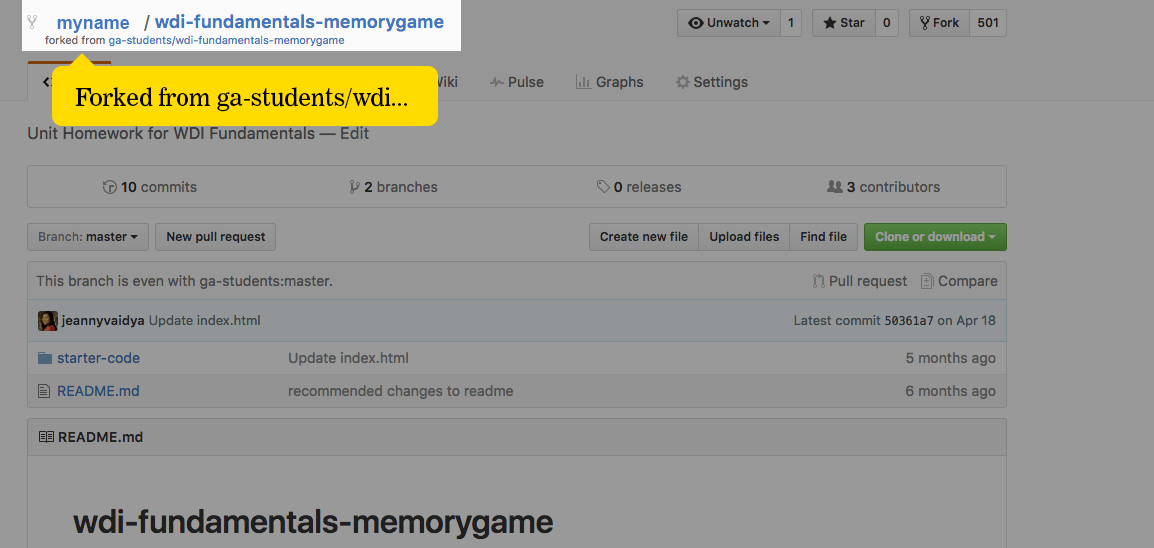 myname / wdi-fundamentals-memorygame
forked from ga-students/wdi-fundamentals-memorygame
Unwatch 1 Star 0 Fork 501
Pulse Graphs Settings
Forked from ga-students/wdi...
Unit Homework for WDI Fundamentals — Edit
10 commits 2 branches 0 releases 3 contributors
Branch: master New pull request Create new file Upload files Find file Clone or download
This branch is even with ga-students:master. Pull request Compare
jeannyvaidya Update index.html Latest commit 50361a7 on Apr 18
starter-code Update index.html 5 months ago
README.md recommended changes to readme 6 months ago
README.md
wdi-fundamentals-memorygame